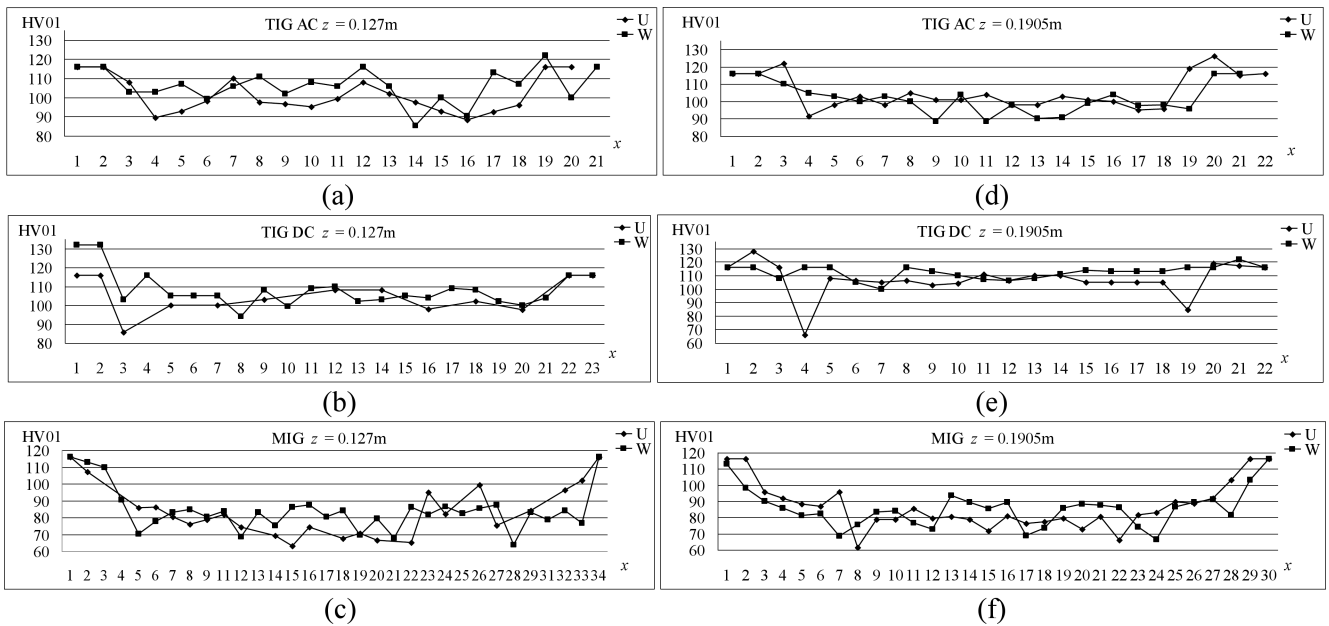 HV01 TIG AC z = 0.127m U
W
130
120
110
100
90
80
x
1 2 3 4 5 6 7 8 9 10 11 12 13 14 15 16 17 18 19 20 21
(a)
HV01 TIG AC z = 0.1905m U
W
130
120
110
100
90
80
x
1 2 3 4 5 6 7 8 9 10 11 12 13 14 15 16 17 18 19 20 21 22
(d)
HV01 TIG DC z = 0.127m U
W
130
120
110
100
90
80
x
1 2 3 4 5 6 7 8 9 10 11 12 13 14 15 16 17 18 19 20 21 22 23
(b)
HV01 TIG DC z = 0.1905m U
W
130
120
110
100
90
80
70
60
x
1 2 3 4 5 6 7 8 9 10 11 12 13 14 15 16 17 18 19 20 21 22
(e)
HV01 MIG z = 0.127m U
W
120
110
100
90
80
70
60
1 2 3 4 5 6 7 8 9 10 11 12 13 14 15 16 17 18 19 20 21 22 23 24 25 26 27 28 29 31 32 33 34 x
(c)
HV01 MIG z = 0.1905m U
W
120
110
100
90
80
70
60
1 2 3 4 5 6 7 8 9 10 11 12 13 14 15 16 17 18 19 20 21 22 23 24 25 26 27 28 29 30 x
(f)